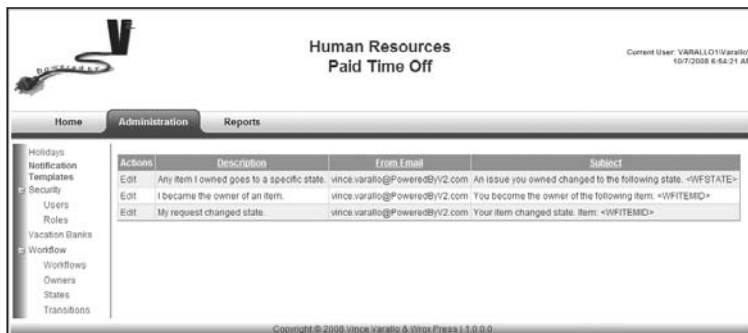 V
Powered by
Human Resources
Paid Time Off
Current User: VARALLO1\Varallo
10/7/2008 6:54:21 AM
Home Administration Reports
Holidays
Notification
Templates
Security
Users
Roles
Vacation Banks
Workflow
Workflows
Owners
States
Transitions
Actions Description From Email Subject
Edit Any item I owned goes to a specific state. vince.varallo@PoweredByV2.com An issue you owned changed to the following state. <WFSTATE>
Edit I became the owner of an item. vince.varallo@PoweredByV2.com You become the owner of the following item: <WFITEMID>
Edit My request changed state. vince.varallo@PoweredByV2.com Your item changed state. Item: <WFITEMID>
Copyright © 2008 Vince Varallo & Wrox Press | 1.0.0.0